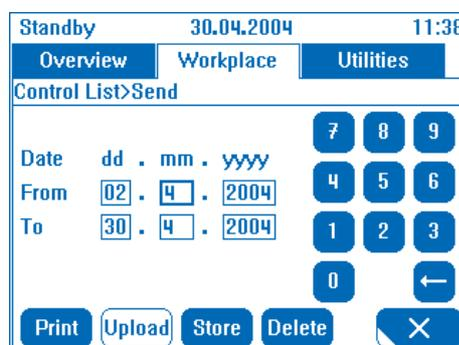 Standby 30.04.2004 11:38
Overview Workplace Utilities
Control List>Send
7 8 9
Date dd . mm . yyyy
4 5 6
From 02 . 4 . 2004
To 30 . 4 . 2004
1 2 3
0 ←
Print Upload Store Delete X